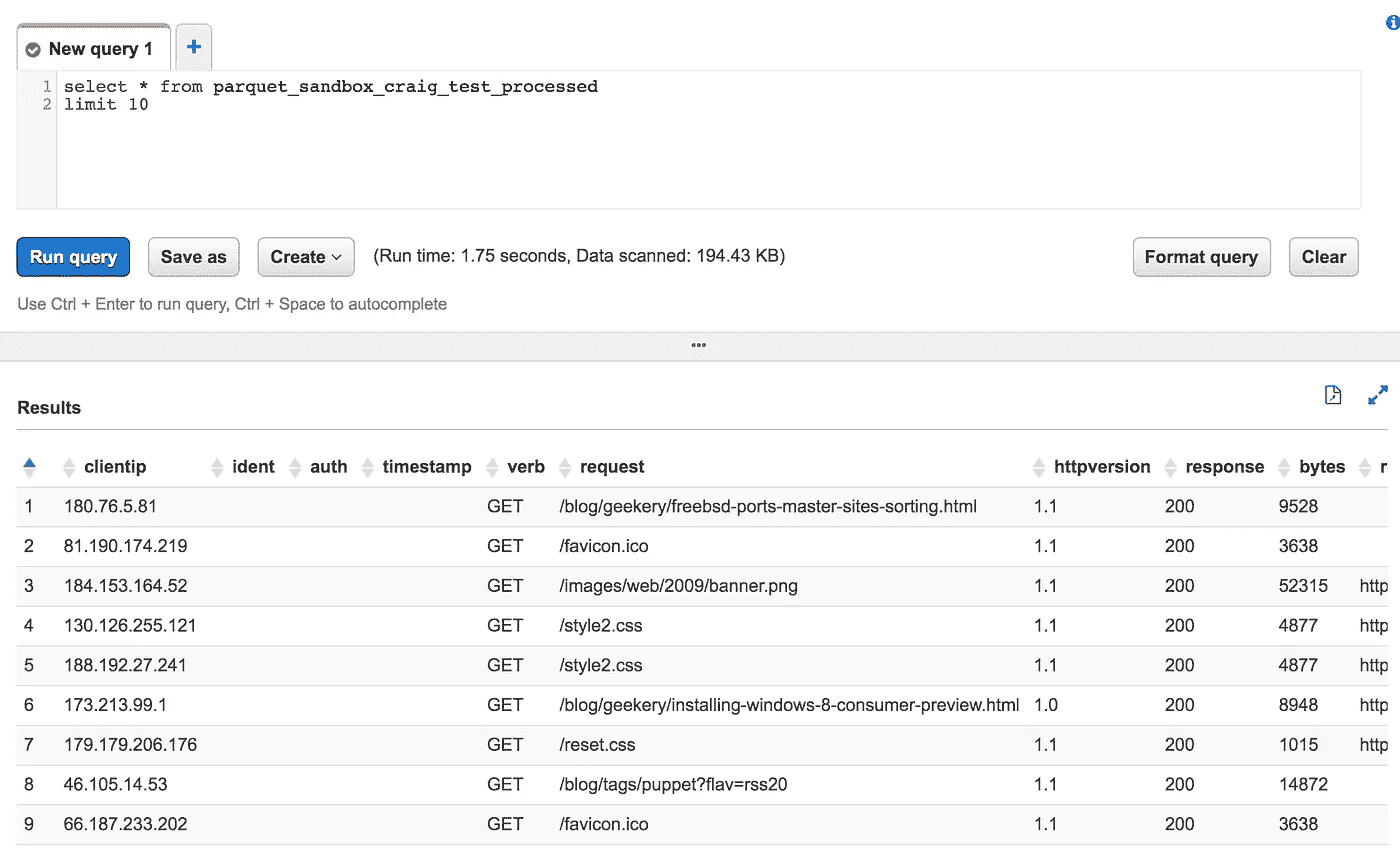 New query 1 +
1 select * from parquet_sandbox_craig_test_processed
2 limit 10
Run query Save as Create (Run time: 1.75 seconds, Data scanned: 194.43 KB) Format query Clear
Use Ctrl + Enter to run query, Ctrl + Space to autocomplete
Results
clientip ident auth timestamp verb request httpversion response bytes r
1 180.76.5.81 GET /blog/geekery/freebsd-ports-master-sites-sorting.html 1.1 200 9528
2 81.190.174.219 GET /favicon.ico 1.1 200 3638
3 184.153.164.52 GET /images/web/2009/banner.png 1.1 200 52315 http
4 130.126.255.121 GET /style2.css 1.1 200 4877 http
5 188.192.27.241 GET /style2.css 1.1 200 4877 http
6 173.213.99.1 GET /blog/geekery/installing-windows-8-consumer-preview.html 1.0 200 8948 http
7 179.179.206.176 GET /reset.css 1.1 200 1015 http
8 46.105.14.53 GET /blog/tags/puppet?flav=rss20 1.1 200 14872
9 66.187.233.202 GET /favicon.ico 1.1 200 3638